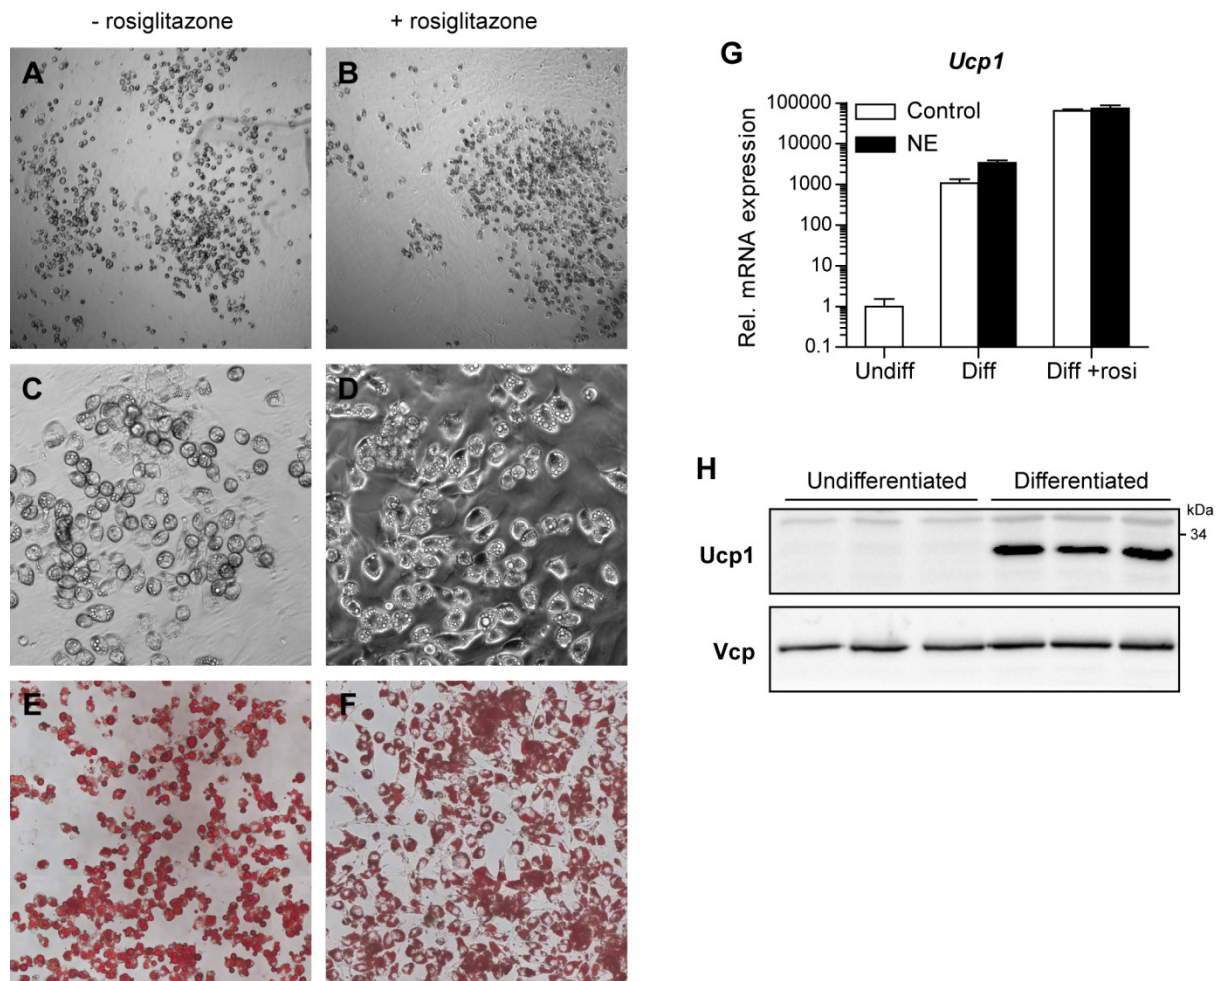 - rosiglitazone
+ rosiglitazone
A
B
C
D
E
F
G
Ucp1
Control
NE
Rel. mRNA expression
100000
10000
1000
100
10
1
0.1
Undiff
Diff
Diff +rosi
H
Undifferentiated
Differentiated
kDa
34
Ucp1
Vcp